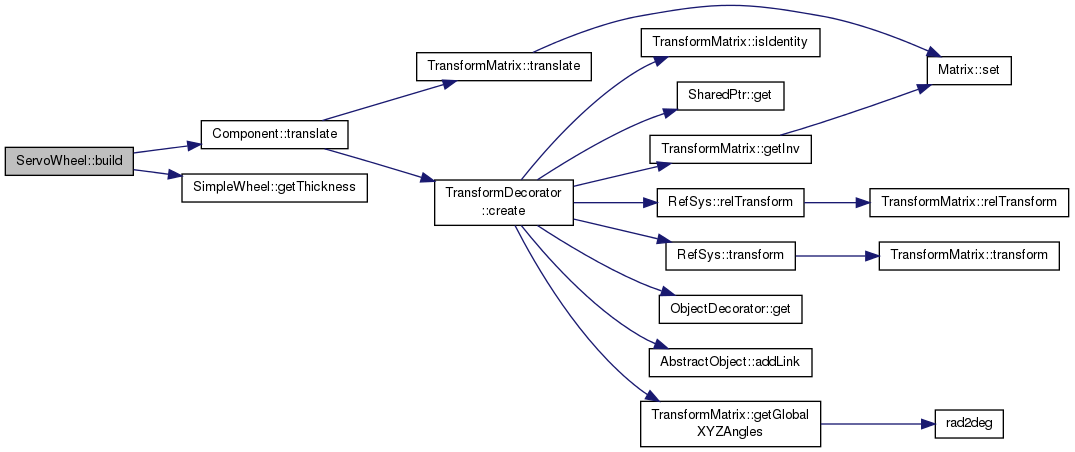 ServoWheel::build
Component::translate
SimpleWheel::getThickness
TransformMatrix::translate
TransformDecorator
::create
TransformMatrix::isIdentity
SharedPtr::get
TransformMatrix::getInv
RefSys::relTransform
RefSys::transform
ObjectDecorator::get
AbstractObject::addLink
TransformMatrix::getGlobal
XYZAngles
Matrix::set
TransformMatrix::relTransform
TransformMatrix::transform
rad2deg